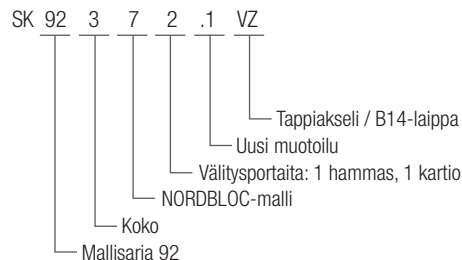 SK 92 3 7 2 .1 VZ
Tappiakseli / B14-laippa
Uusi muotoilu
Välitysportaita: 1 hammas, 1 kartio
NORDBLOC-malli
Koko
Mallisaria 92